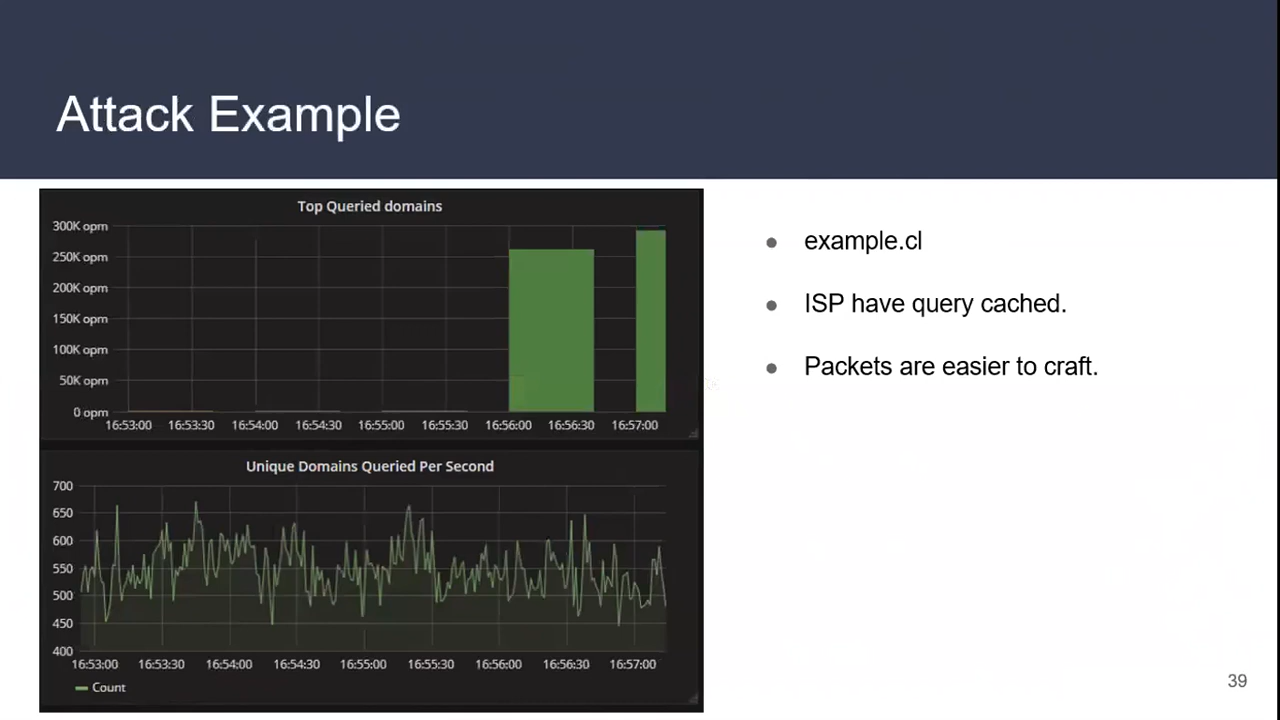 Attack Example
Top Queried domains
300K opm
250K opm
200K opm
150K opm
100K opm
50K opm
0 opm
16:53:00 16:53:30 16:54:00 16:54:30 16:55:00 16:55:30 16:56:00 16:56:30 16:57:00
Unique Domains Queried Per Second
700
650
600
550
500
450
400
16:53:00 16:53:30 16:54:00 16:54:30 16:55:00 16:55:30 16:56:00 16:56:30 16:57:00
Count
example.cl
ISP have query cached.
Packets are easier to craft.
39